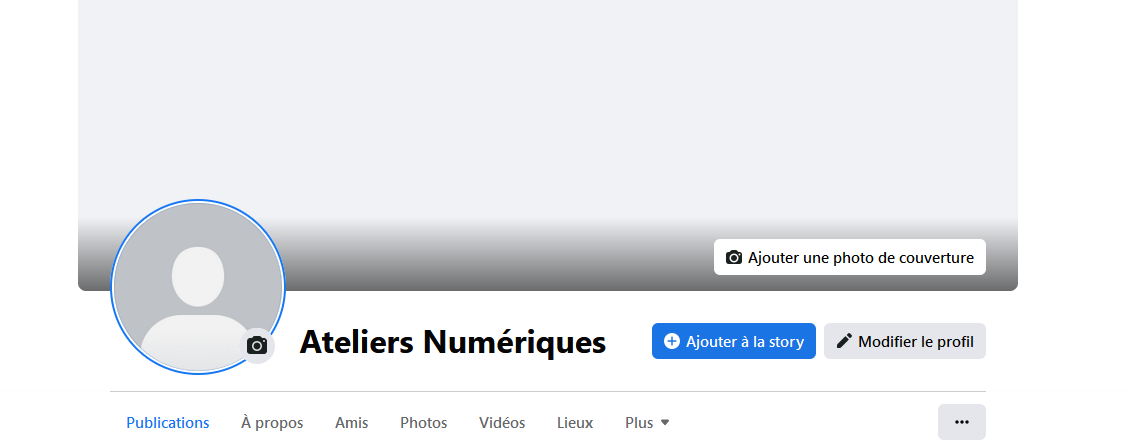 Ajouter une photo de couverture
Ateliers Numériques
Ajouter à la story
Modifier le profil
Publications
À propos
Amis
Photos
Vidéos
Lieux
Plus